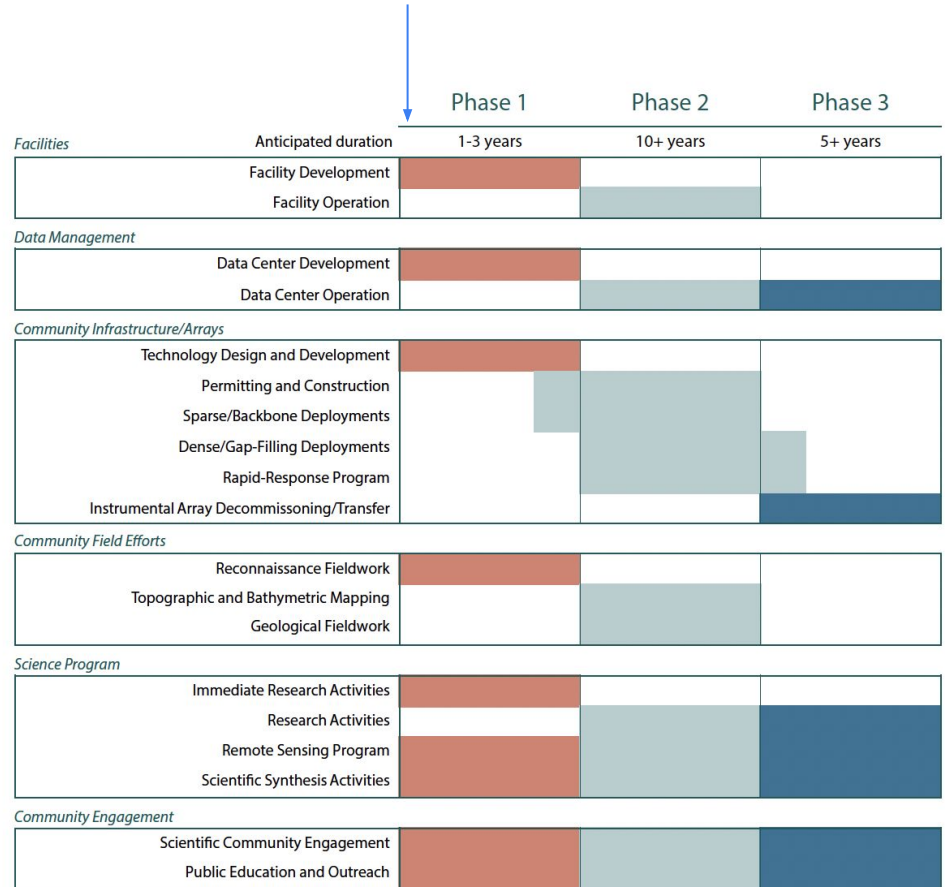 Phase 1 Phase 2 Phase 3
Facilities Anticipated duration 1-3 years 10+ years 5+ years
Facility Development
Facility Operation
Data Management
Data Center Development
Data Center Operation
Community Infrastructure/Arrays
Technology Design and Development
Permitting and Construction
Sparse/Backbone Deployments
Dense/Gap-Filling Deployments
Rapid-Response Program
Instrumental Array Decommissoning/Transfer
Community Field Efforts
Reconnaissance Fieldwork
Topographic and Bathymetric Mapping
Geological Fieldwork
Science Program
Immediate Research Activities
Research Activities
Remote Sensing Program
Scientific Synthesis Activities
Community Engagement
Scientific Community Engagement
Public Education and Outreach